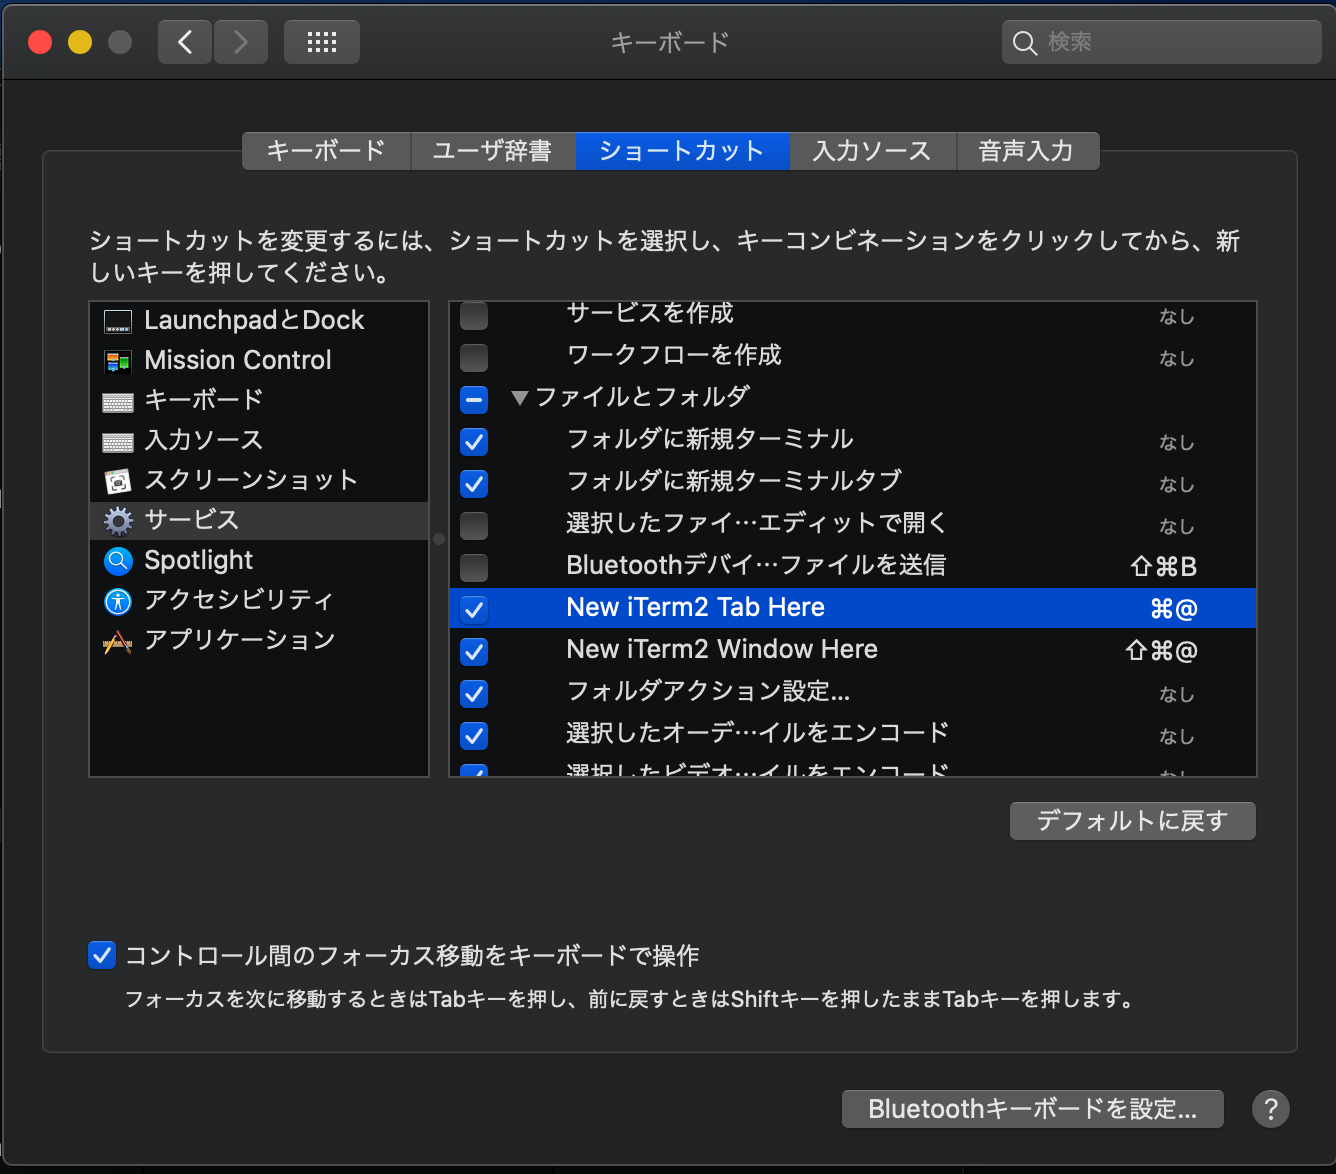 キーボード
検索
キーボード
ユーザ辞書
ショートカット
入力ソース
音声入力
ショートカットを変更するには、ショートカットを選択し、キーコンビネーションをクリックしてから、新
しいキーを押してください。
LaunchpadとDock
Mission Control
キーボード
入力ソース
スクリーンショット
サービス
Spotlight
アクセシビリティ
アプリケーション
サービスを作成 なし
ワークフローを作成 なし
▼ファイルとフォルダ
フォルダに新規ターミナル なし
フォルダに新規ターミナルタブ なし
選択したファイ…エディットで開く なし
Bluetoothデバイ…ファイルを送信 ⇧⌘B
New iTerm2 Tab Here ⌘@
New iTerm2 Window Here ⇧⌘@
フォルダアクション設定... なし
選択したオーデ…イルをエンコード なし
選択したビデオ…イルをエンコード なし
デフォルトに戻す
コントロール間のフォーカス移動をキーボードで操作
フォーカスを次に移動するときはTabキーを押し、前に戻すときはShiftキーを押したままTabキーを押します。
Bluetoothキーボードを設定...
?